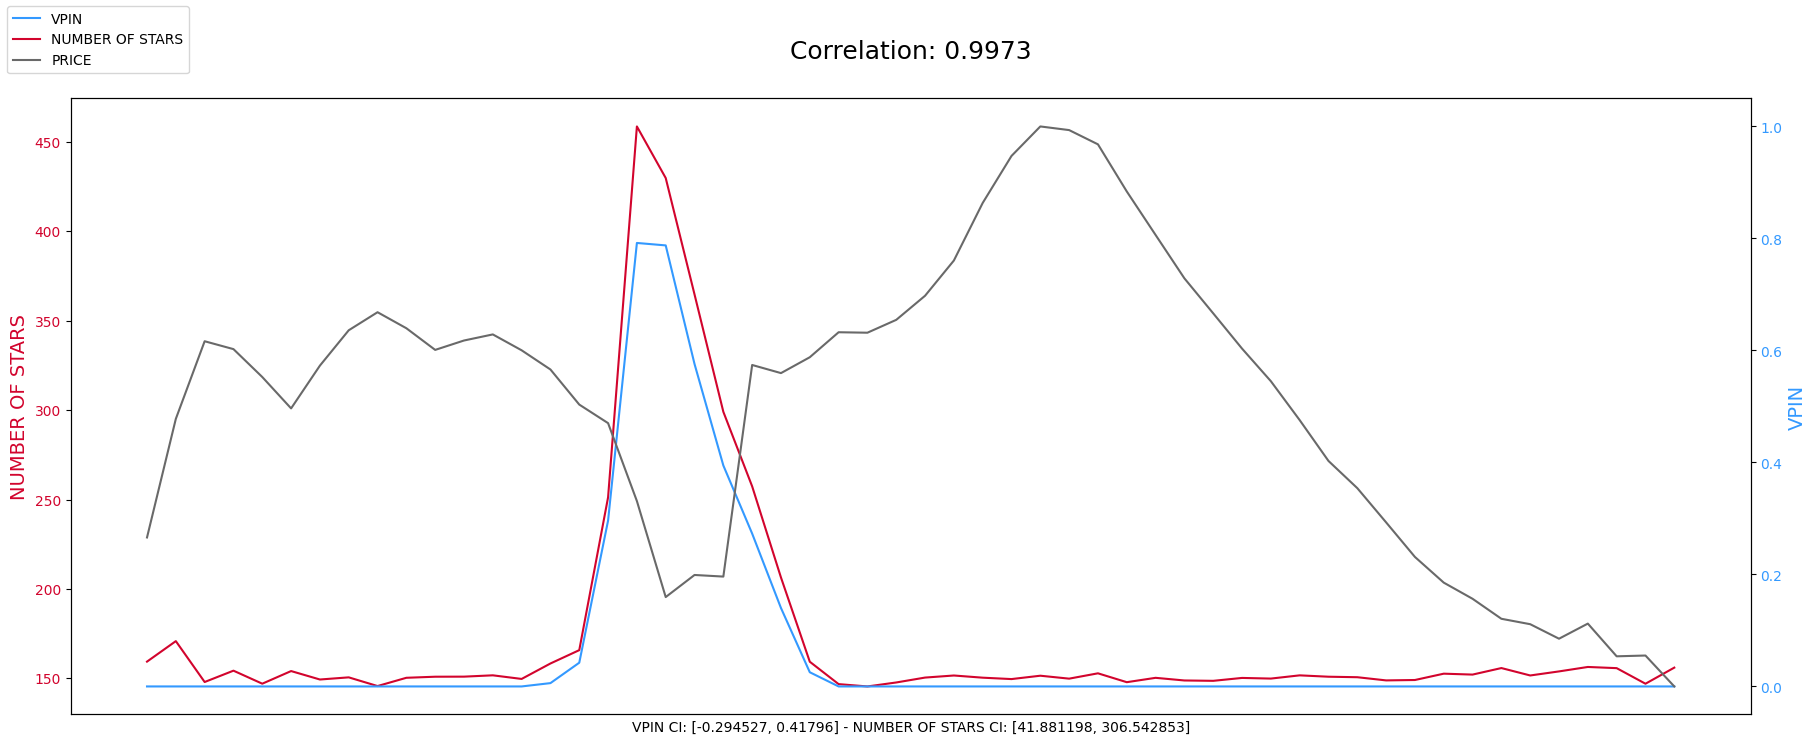 VPIN
NUMBER OF STARS
PRICE
Correlation: 0.9973
450
400
350
300
250
200
150
NUMBER OF STARS
1.0
0.8
0.6
0.4
0.2
0.0
VPIN
VPIN CI: [-0.294527, 0.41796] - NUMBER OF STARS CI: [41.881198, 306.542853]